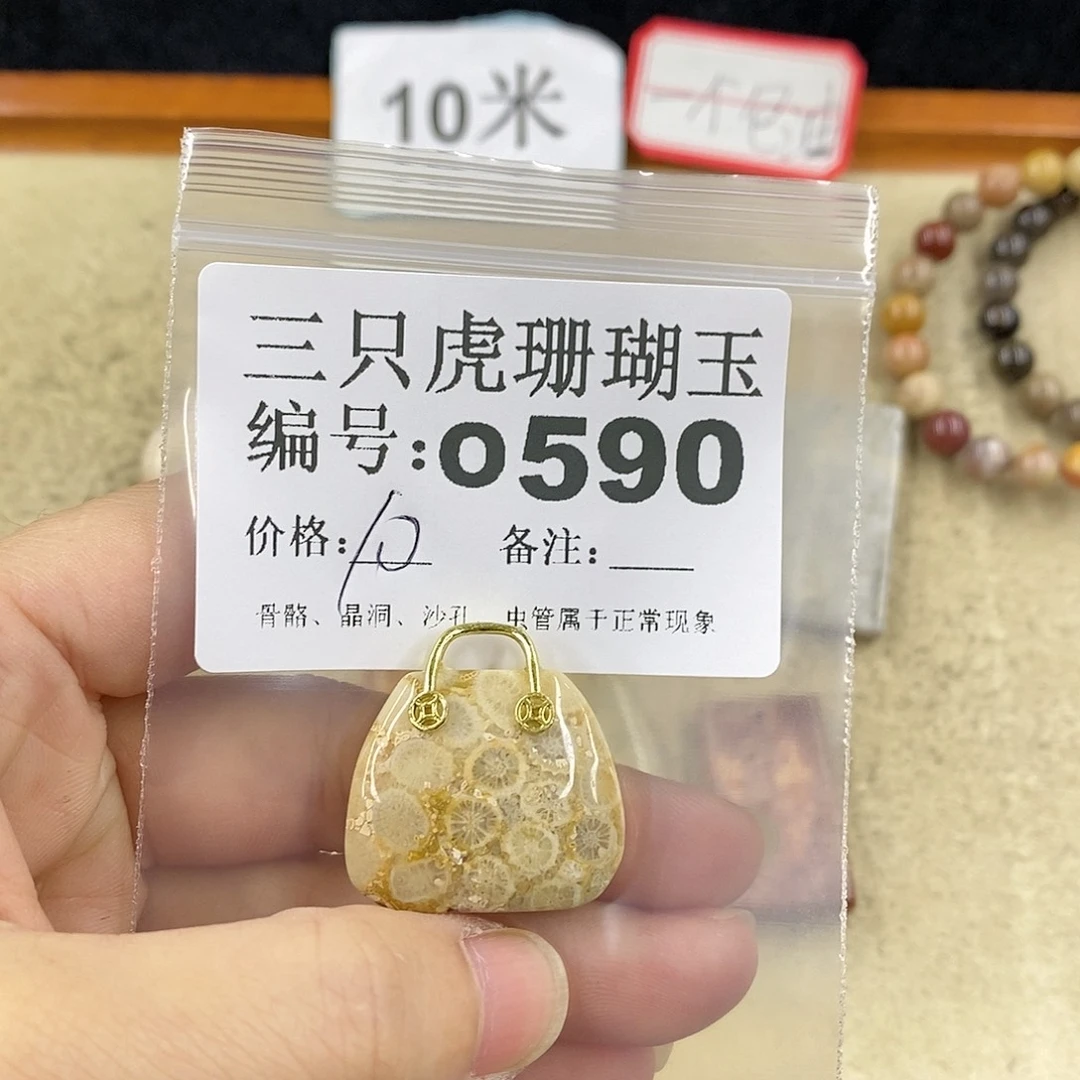 10米
三只虎珊瑚玉
编号:o590
价格:10 备注:
骨骼、晶洞、沙孔、虫管属于正常现象